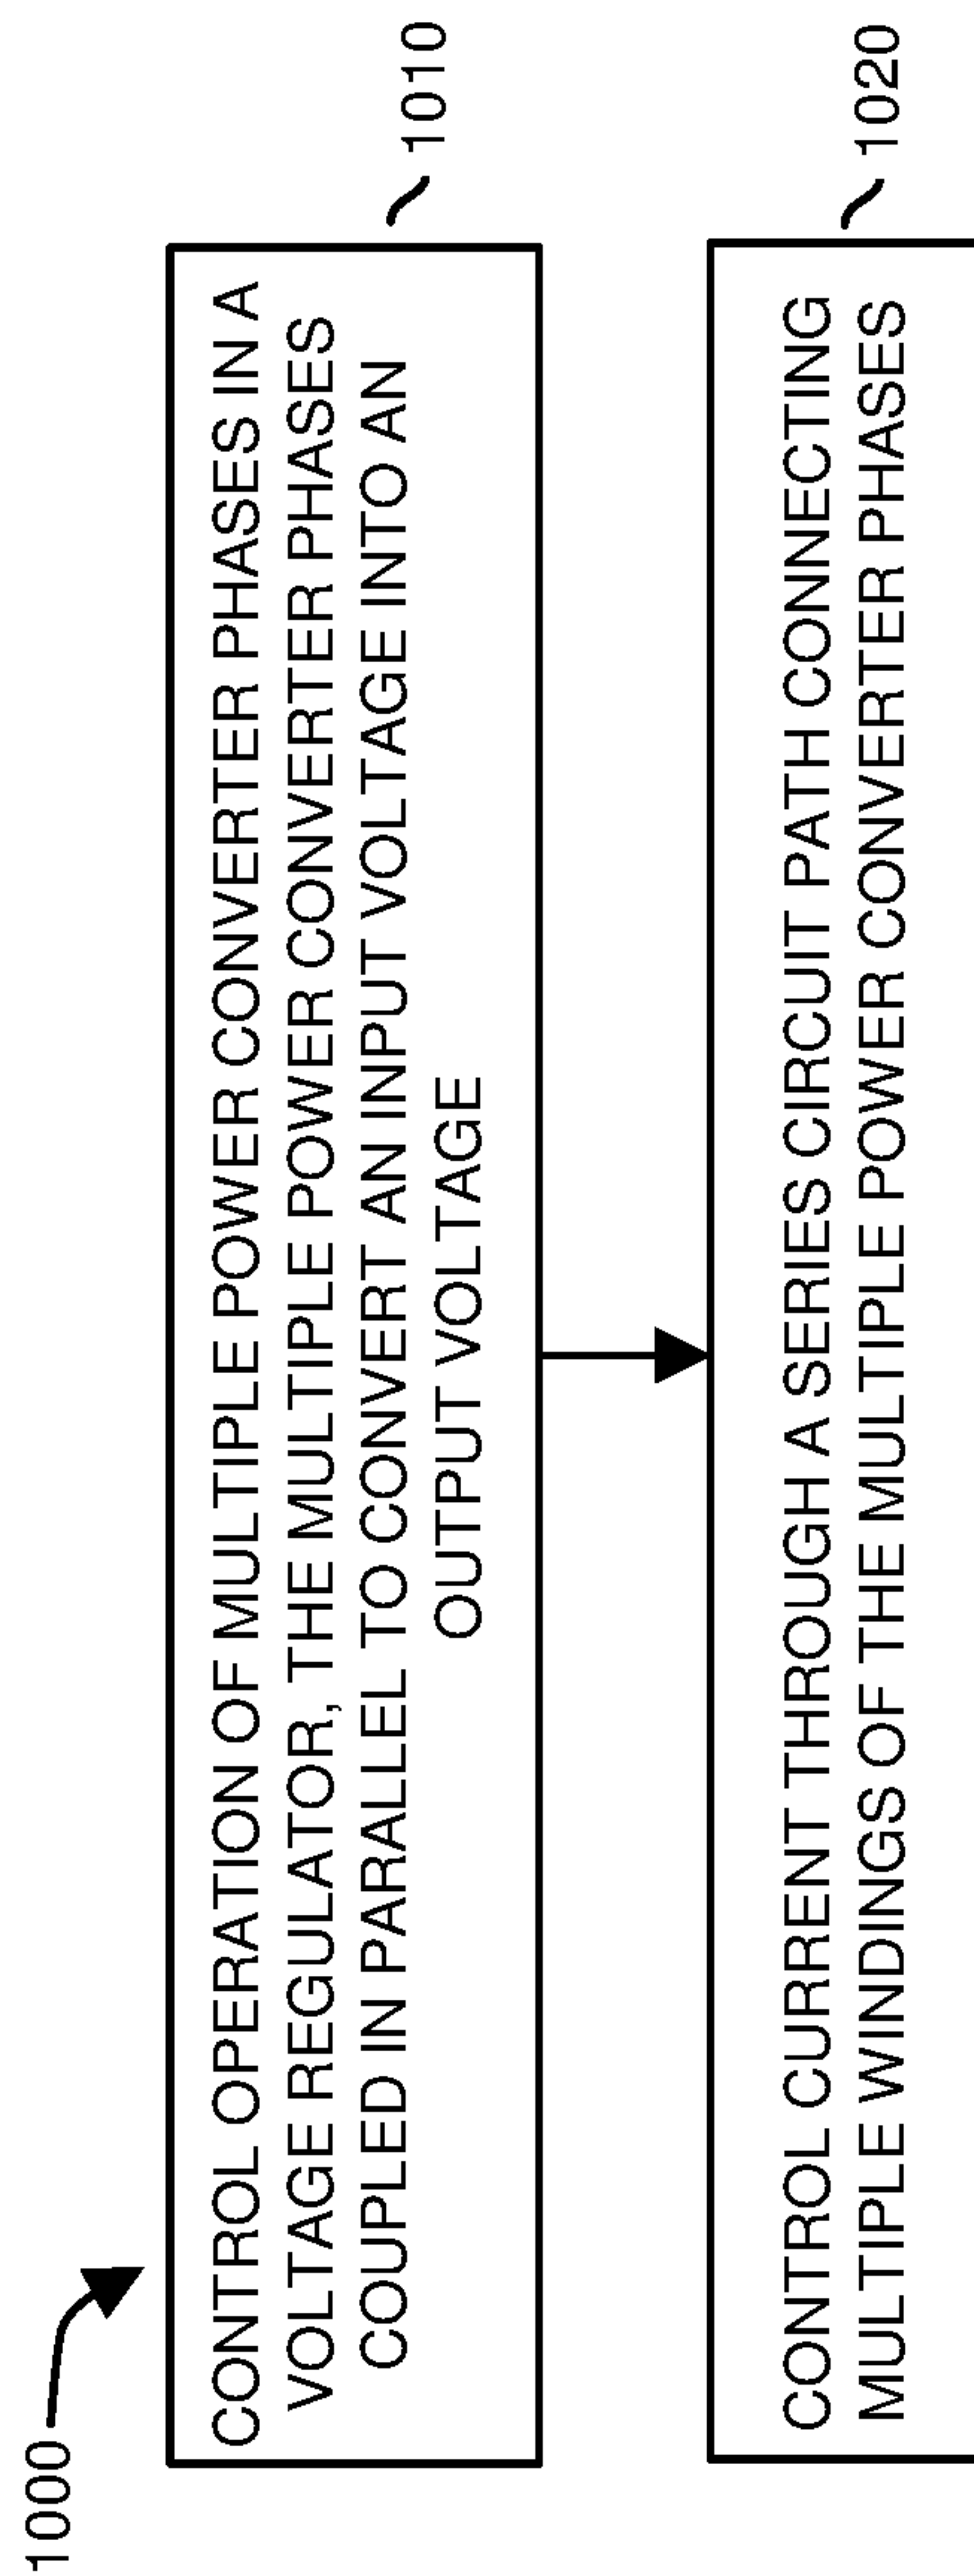 1000
CONTROL OPERATION OF MULTIPLE POWER CONVERTER PHASES IN A
VOLTAGE REGULATOR, THE MULTIPLE POWER CONVERTER PHASES
COUPLED IN PARALLEL TO CONVERT AN INPUT VOLTAGE INTO AN
OUTPUT VOLTAGE
1010
CONTROL CURRENT THROUGH A SERIES CIRCUIT PATH CONNECTING
MULTIPLE WINDINGS OF THE MULTIPLE POWER CONVERTER PHASES
1020